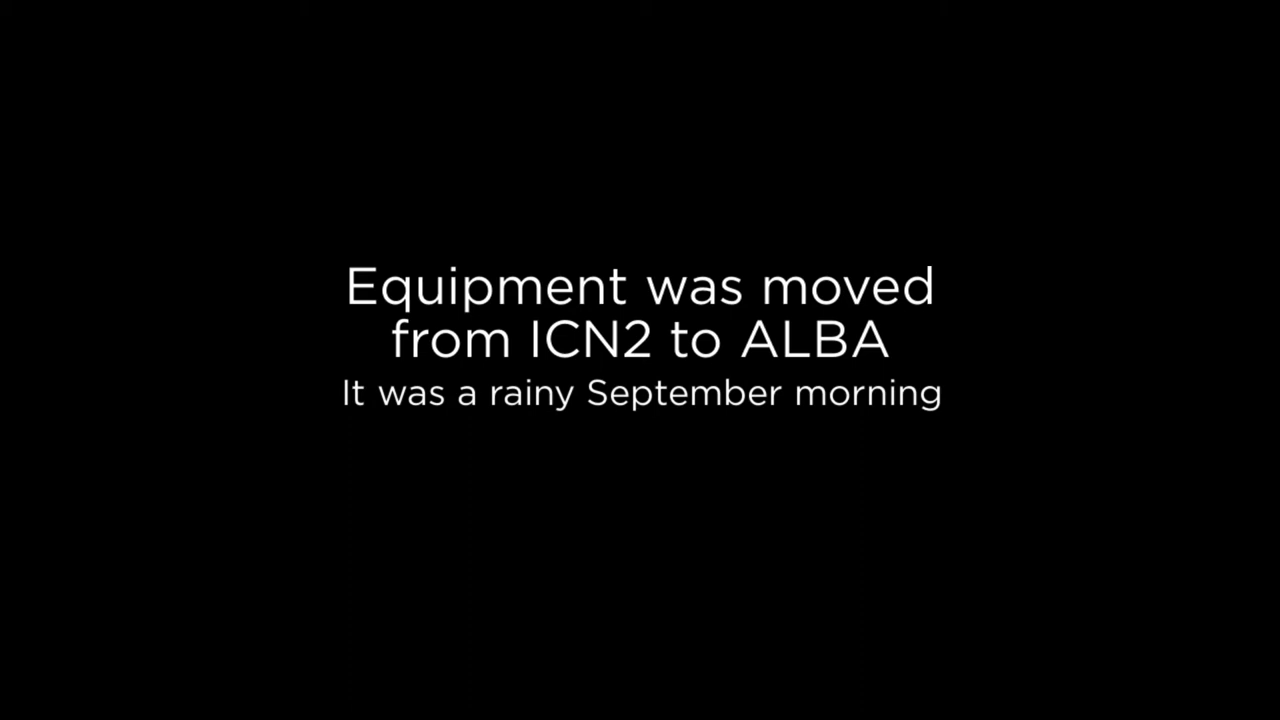 Equipment was moved
from ICN2 to ALBA
It was a rainy September morning